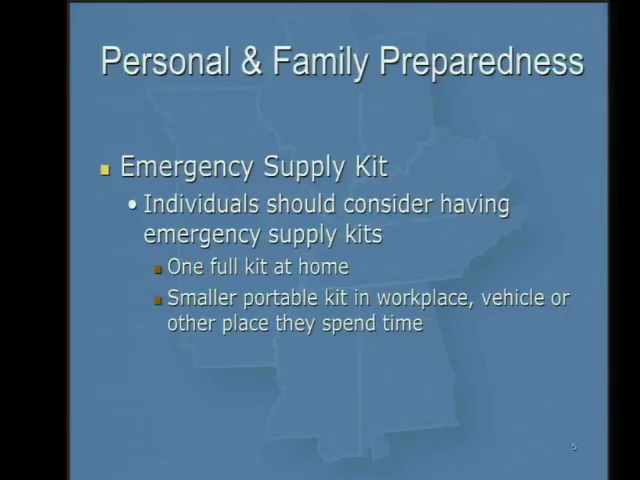 Personal & Family Preparedness
Emergency Supply Kit
• Individuals should consider having
emergency supply kits
One full kit at home
Smaller portable kit in workplace, vehicle or
other place they spend time
5